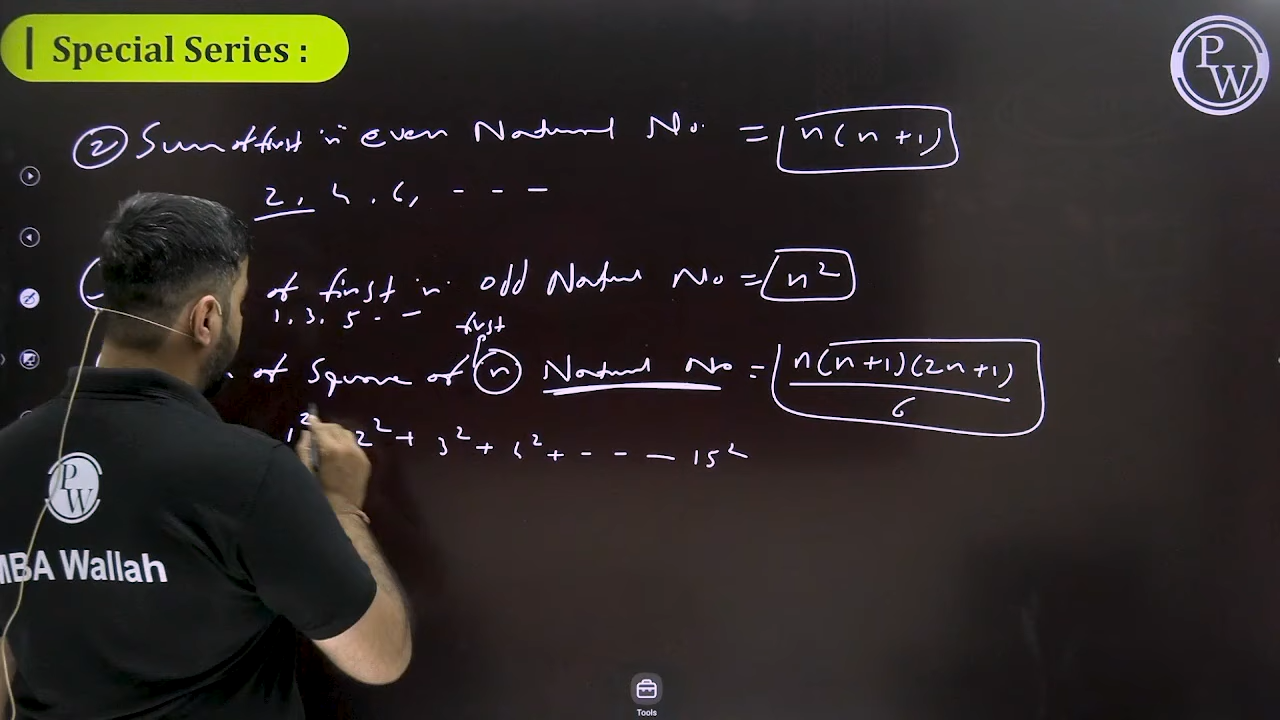 Special Series :
PW
② Sum of first "n" even Natural No. = n(n+1)
2, 4, 6, - - -
of first n odd Natural No = n²
1, 3, 5 - -
first
of Square of n Natural No = n(n+1)(2n+1)/6
1² 2² + 3² + 4² + - - - 15²
PW
MBA Wallah
Tools